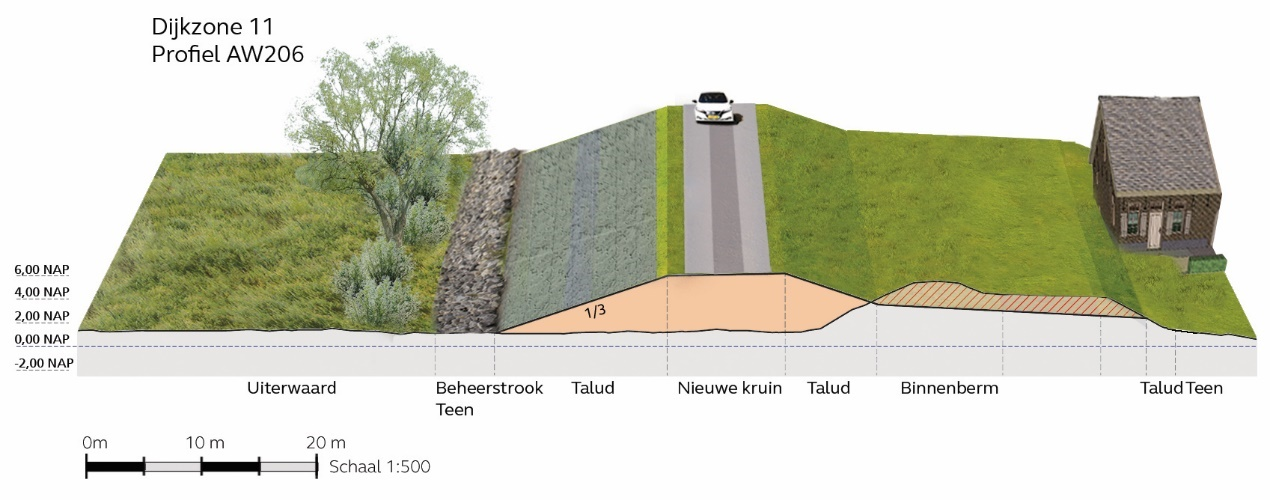 Dijkzone 11
Profiel AW206
6,00 NAP
4,00 NAP
2,00 NAP
0,00 NAP
-2,00 NAP
1/3
Uiterwaard
Beheerstrook
Teen
Talud
Nieuwe kruin
Talud
Binnenberm
Talud
Teen
0m
10 m
20 m
Schaal 1:500